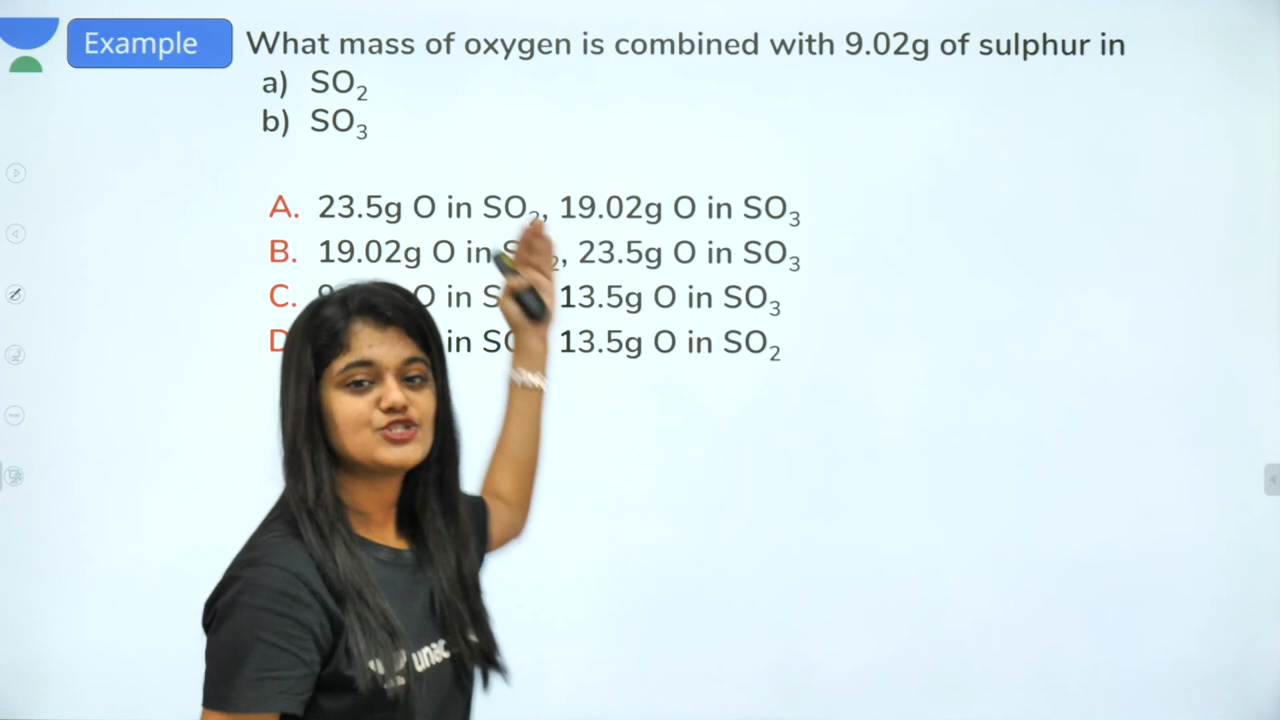 Example What mass of oxygen is combined with 9.02g of sulphur in
a) SO₂
b) SO₃
A. 23.5g O in SO₂, 19.02g O in SO₃
B. 19.02g O in , 23.5g O in SO₃
C. O in 13.5g O in SO₃
in 13.5g O in SO₂